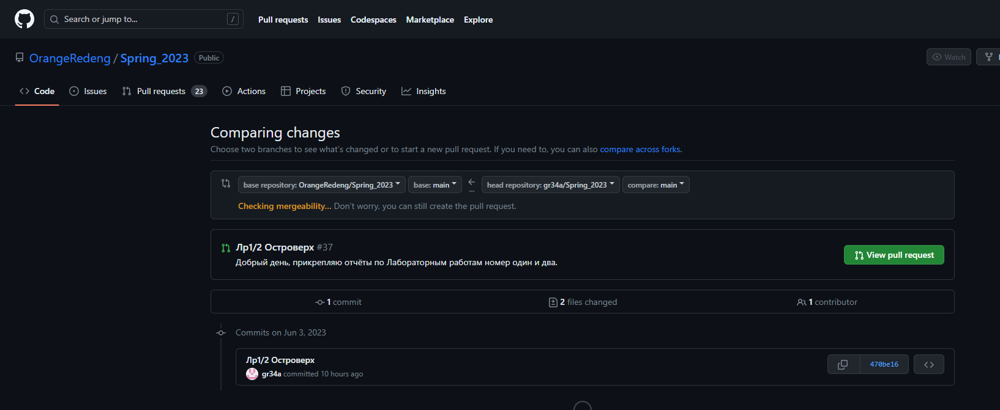 Search or jump to... /
Pull requests Issues Codespaces Marketplace Explore
OrangeRedeng / Spring_2023 Public
Watch
Code Issues Pull requests 23 Actions Projects Security Insights
Comparing changes
Choose two branches to see what's changed or to start a new pull request. If you need to, you can also compare across forks.
base repository: OrangeRedeng/Spring_2023 base: main ... head repository: gr34a/Spring_2023 compare: main
Checking mergeability... Don't worry, you can still create the pull request.
Лр1/2 Островерх #37
Добрый день, прикрепляю отчёты по Лабораторным работам номер один и два.
View pull request
1 commit 2 files changed 1 contributor
Commits on Jun 3, 2023
Лр1/2 Островерх
gr34a committed 10 hours ago
470be16